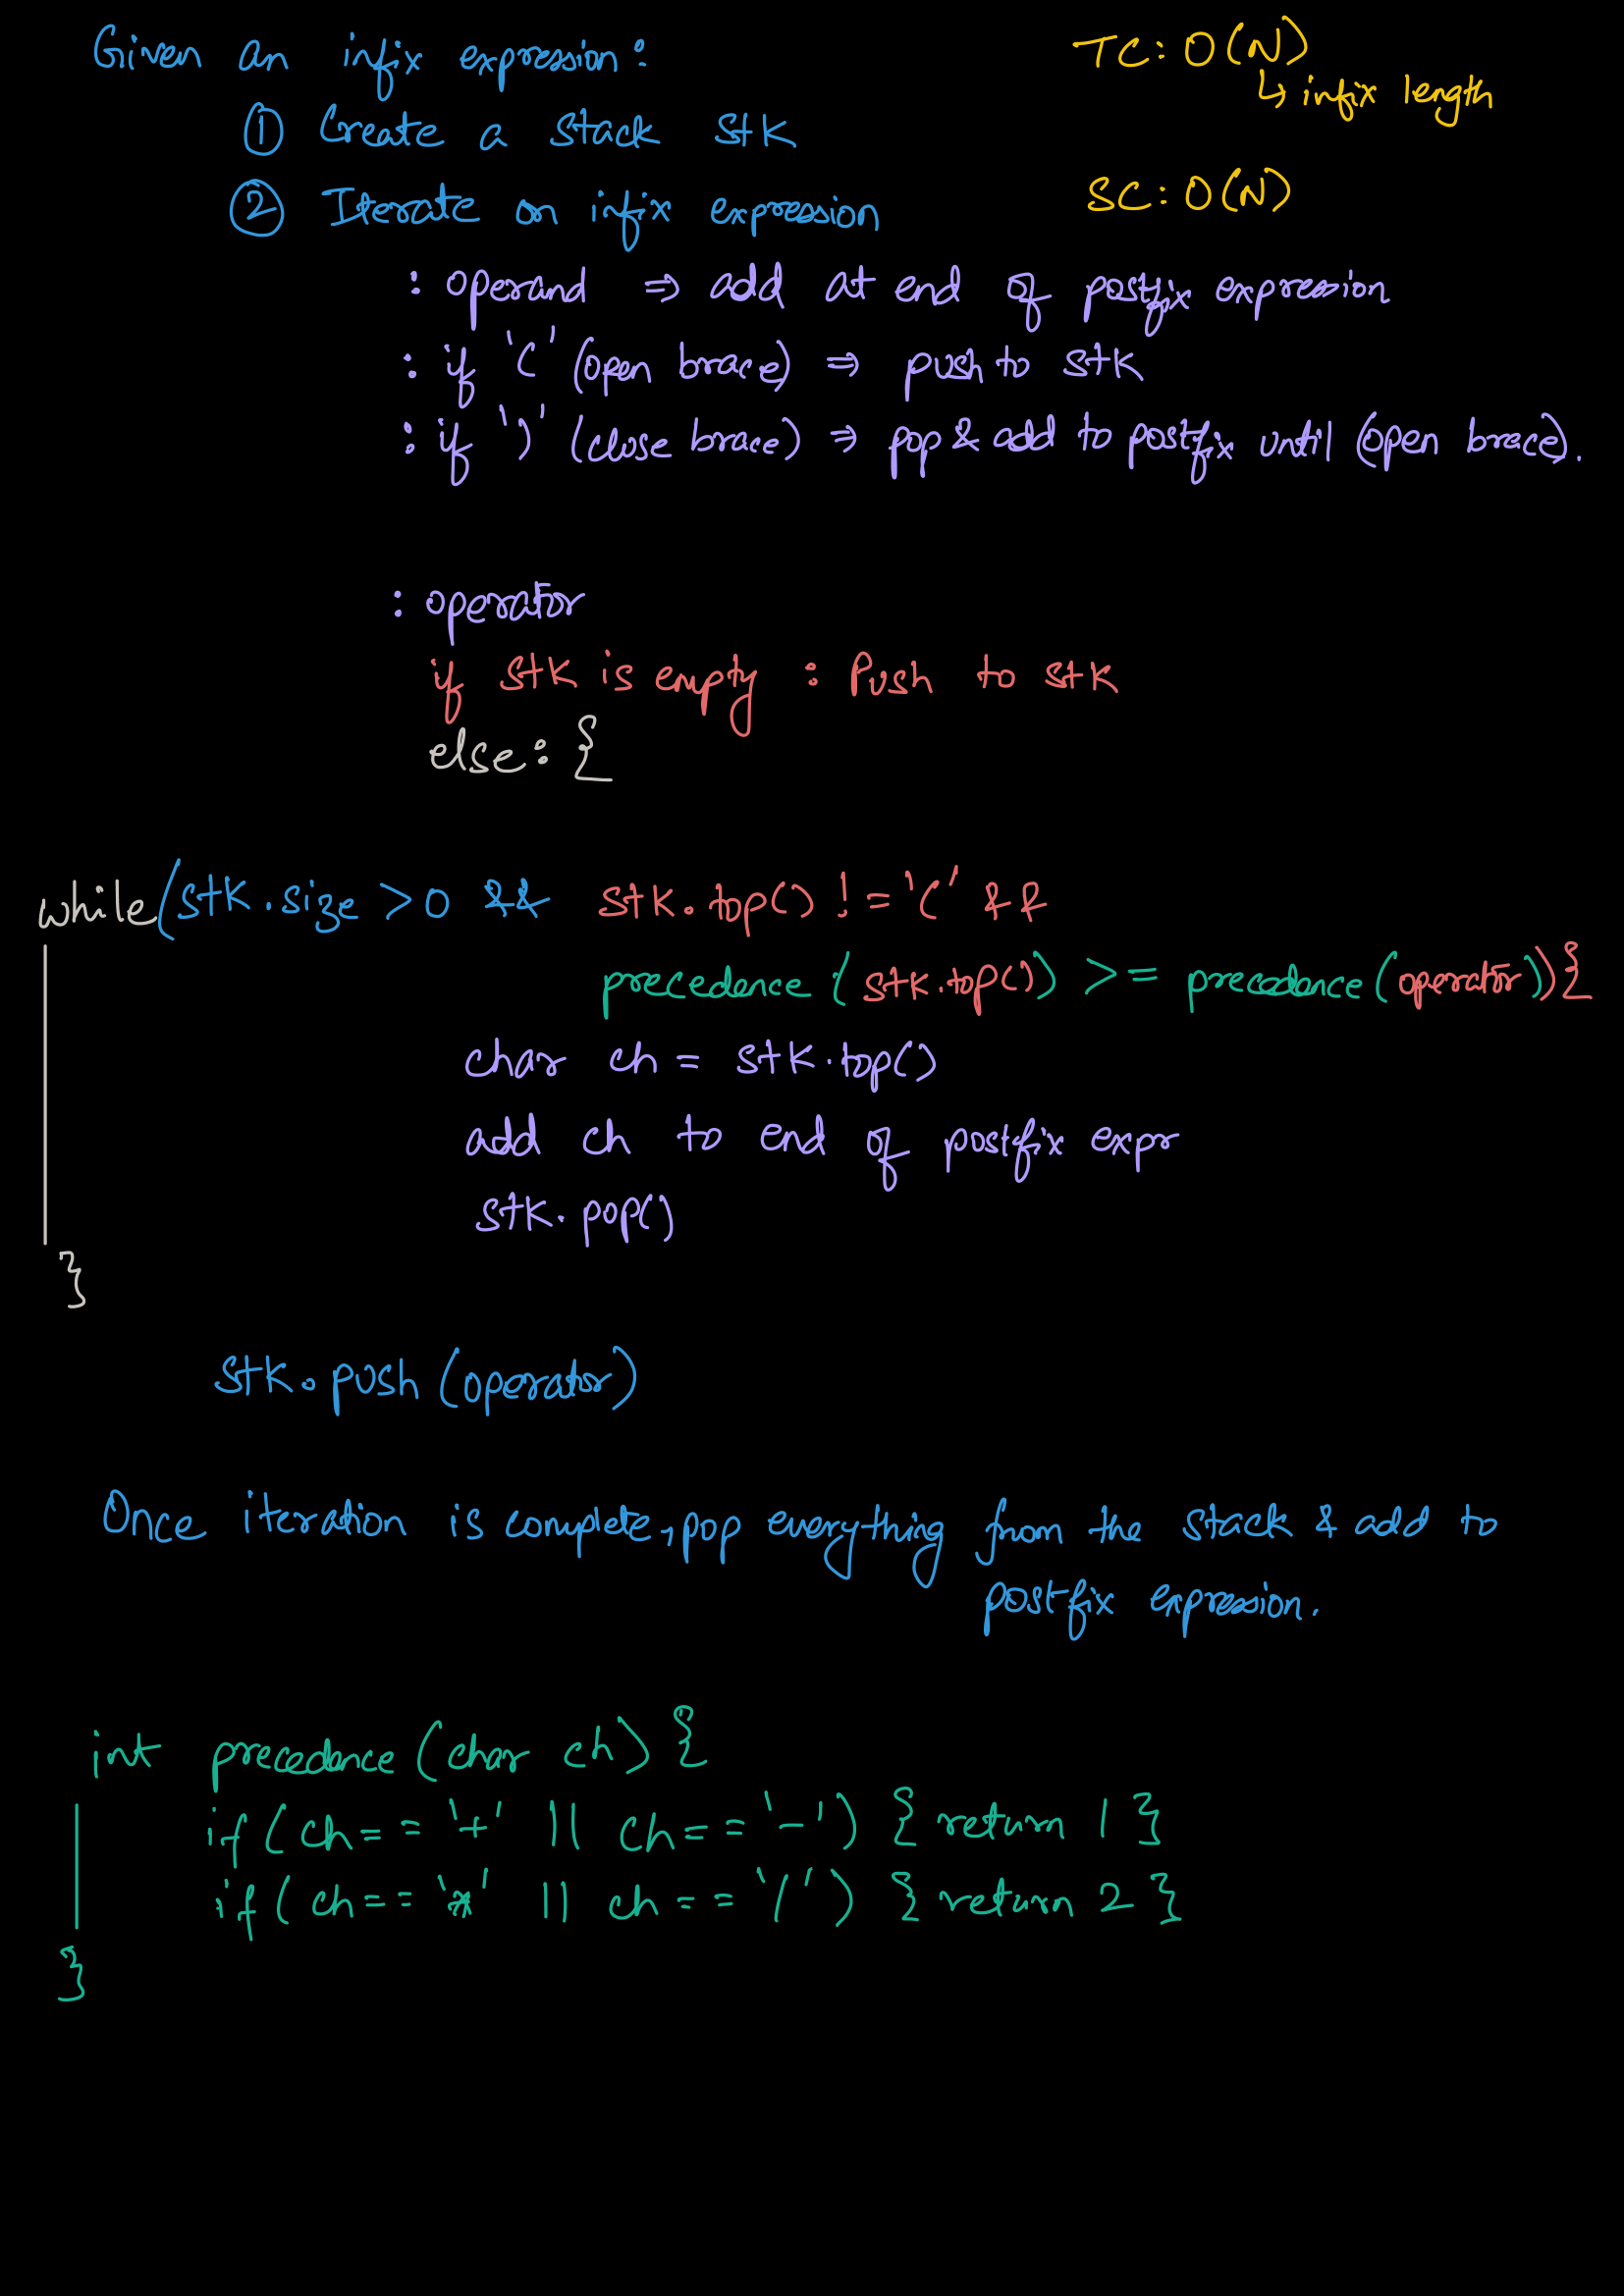 Given an infix expression:
TC: O(N)
↳ infix length
① Create a stack stk
SC: O(N)
② Iterate on infix expression
: operand ⇒ add at end of postfix expression
: if '(' (open brace) ⇒ push to stk
: if ')' (close brace) ⇒ pop & add to postfix until (open brace).
: operator
if stk is empty : Push to stk
else: {
while(stk.size >0 && stk.top() != '(' &&
precedence (stk.top()) >= precedence(operator)){
char ch = stk.top()
add ch to end of postfix expr
stk.pop()
}
stk.push(operator)
Once iteration is complete, pop everything from the stack & add to
postfix expression.
int precedence (char ch) {
if (ch== '+' || ch== '-') { return 1 }
if( ch== '*' || ch == '/') { return 2 }
}